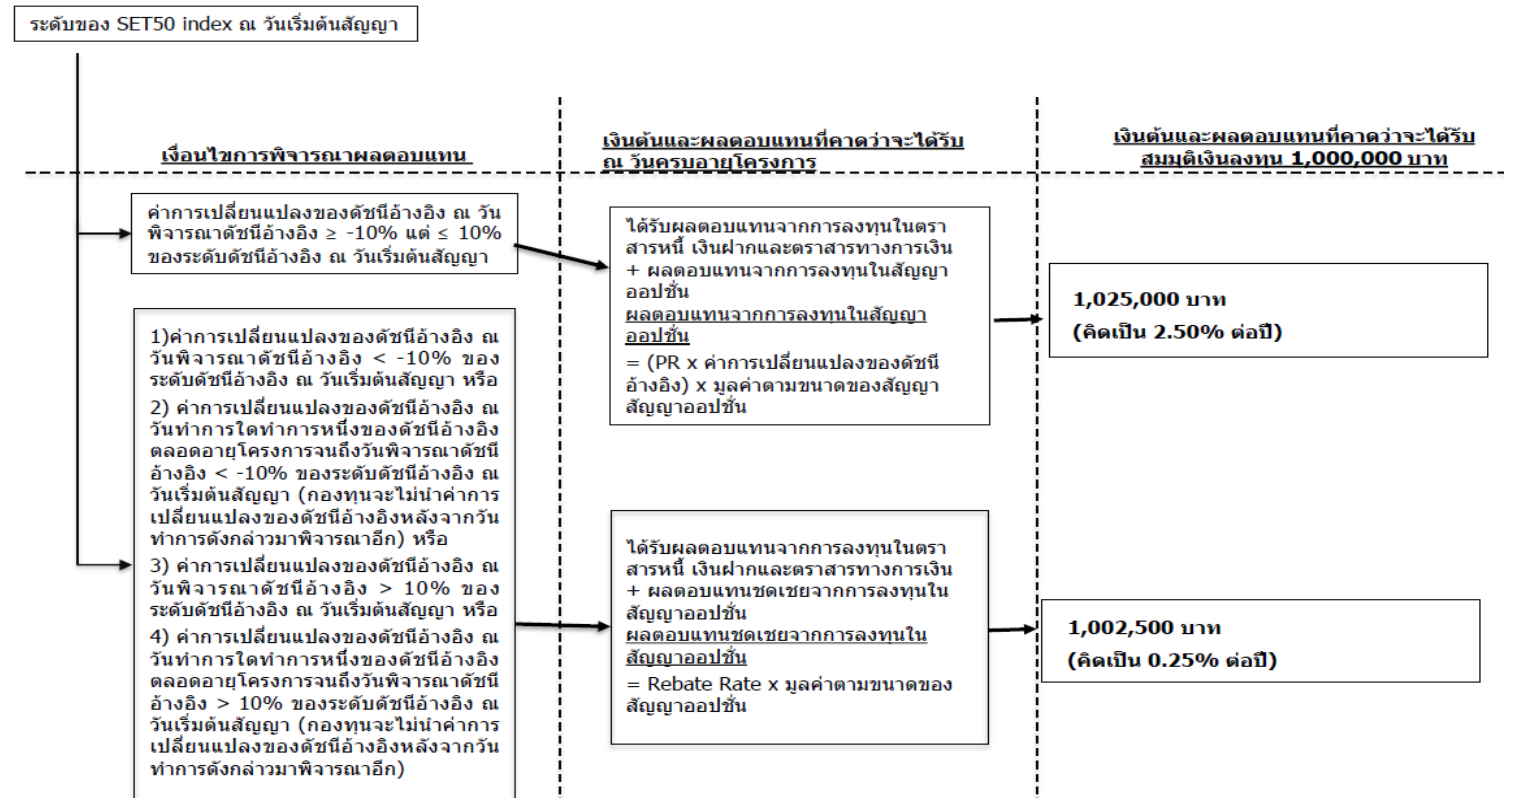 ระดับของ SET50 index ณ วันเริ่มต้นสัญญา
เงื่อนไขการพิจารณาผลตอบแทน
เงินต้นและผลตอบแทนที่คาดว่าจะได้รับ
ณ วันครบอายุโครงการ
เงินต้นและผลตอบแทนที่คาดว่าจะได้รับ
สมมุติเงินลงทน 1,000,000 บาท
ค่าการเปลี่ยนแปลงของดัชนีอ้างอิง ณ วัน
พิจารณาดัชนีอ้างอิง ≥ -10% แต่ ≤ 10%
ของระดับดัชนีอ้างอิง ณ วันเริ่มต้นสัญญา
ได้รับผลตอบแทนจากการลงทุนในตรา
สารหนี้ เงินฝากและตราสารทางการเงิน
+ ผลตอบแทนจากการลงทุนในสัญญา
ออปชั่น
ผลตอบแทนจากการลงทุนในสัญญา
ออปชั่น
= (PR x ค่าการเปลี่ยนแปลงของดัชนี
อ้างอิง) x มูลค่าตามขนาดของสัญญา
สัญญาออปชั่น
1,025,000 บาท
(คิดเป็น 2.50% ต่อปี)
1)ค่าการเปลี่ยนแปลงของดัชนีอ้างอิง ณ
วันพิจารณาดัชนีอ้างอิง < -10% ของ
ระดับดัชนีอ้างอิง ณ วันเริ่มต้นสัญญา หรือ
2) ค่าการเปลี่ยนแปลงของดัชนีอ้างอิง ณ
วันทำการใดทำการหนึ่งของดัชนีอ้างอิง
ตลอดอายุโครงการจนถึงวันพิจารณาดัชนี
อ้างอิง < -10% ของระดับดัชนีอ้างอิง ณ
วันเริ่มต้นสัญญา (กองทุนจะไม่นำค่าการ
เปลี่ยนแปลงของดัชนีอ้างอิงหลังจากวัน
ทำการดังกล่าวมาพิจารณาอีก) หรือ
3) ค่าการเปลี่ยนแปลงของดัชนีอ้างอิง ณ
วันพิจารณาดัชนีอ้างอิง > 10% ของ
ระดับดัชนีอ้างอิง ณ วันเริ่มต้นสัญญา หรือ
4) ค่าการเปลี่ยนแปลงของดัชนีอ้างอิง ณ
วันทำการใดทำการหนึ่งของดัชนีอ้างอิง
ตลอดอายุโครงการจนถึงวันพิจารณาดัชนี
อ้างอิง > 10% ของระดับดัชนีอ้างอิง ณ
วันเริ่มต้นสัญญา (กองทุนจะไม่นำค่าการ
เปลี่ยนแปลงของดัชนีอ้างอิงหลังจากวัน
ทำการดังกล่าวมาพิจารณาอีก)
ได้รับผลตอบแทนจากการลงทุนในตรา
สารหนี้ เงินฝากและตราสารทางการเงิน
+ ผลตอบแทนชดเชยจากการลงทุนใน
สัญญาออปชั่น
ผลตอบแทนชดเชยจากการลงทุนใน
สัญญาออปชั่น
= Rebate Rate x มูลค่าตามขนาดของ
สัญญาออปชั่น
1,002,500 บาท
(คิดเป็น 0.25% ต่อปี)